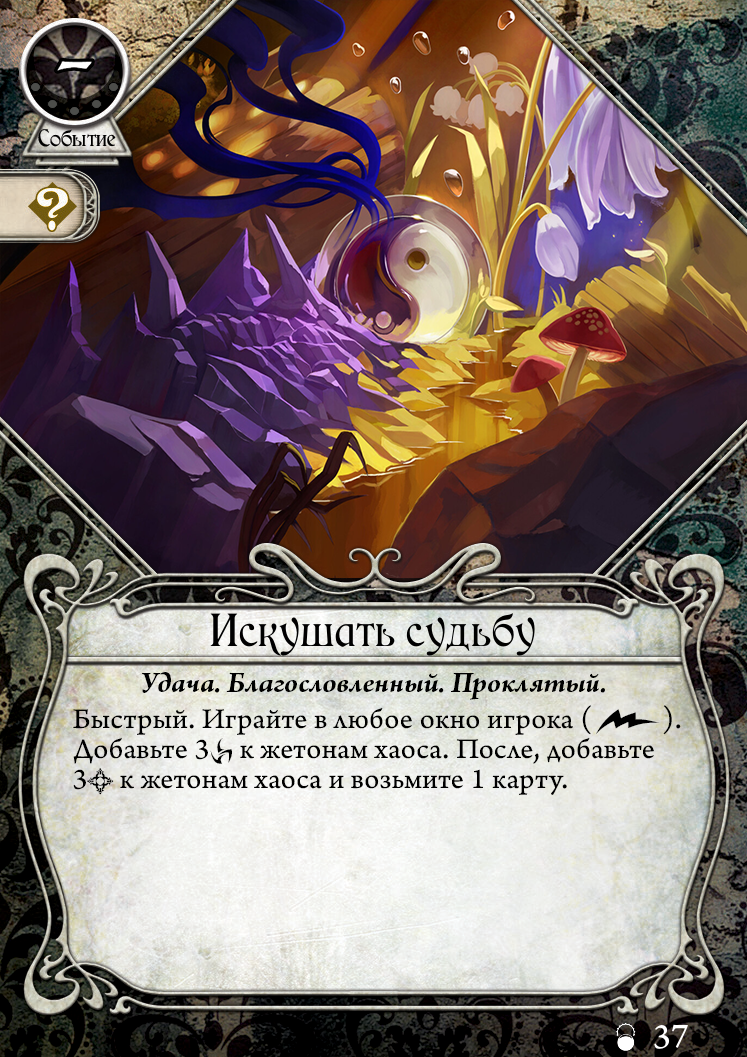 –
Событие
?
Искушать судьбу
Удача. Благословленный. Проклятый.
Быстрый. Играйте в любое окно игрока ( ).
Добавьте 3 к жетонам хаоса. После, добавьте
3 к жетонам хаоса и возьмите 1 карту.
37